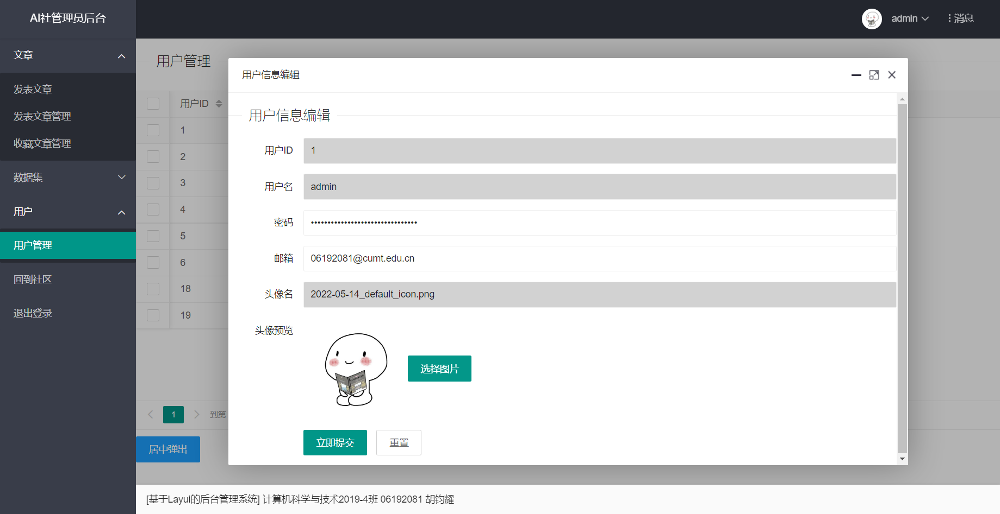 AI社管理员后台
admin
消息
文章
发表文章
发表文章管理
收藏文章管理
数据集
用户
用户管理
回到社区
退出登录
用户管理
用户ID
1
2
3
4
5
6
18
19
1
到第
居中弹出
用户信息编辑
用户信息编辑
用户ID
1
用户名
admin
密码
••••••••••••••••••••••••••••••••
邮箱
06192081@cumt.edu.cn
头像名
2022-05-14_default_icon.png
头像预览
选择图片
立即提交
重置
[基于Layui的后台管理系统] 计算机科学与技术2019-4班 06192081 胡钧耀